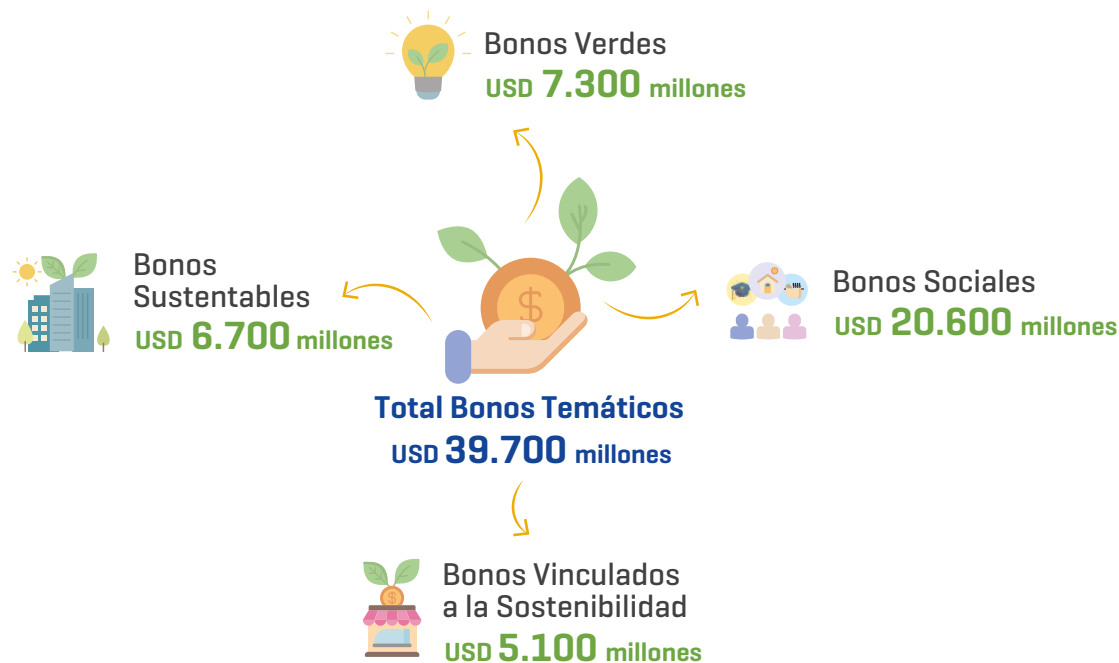 Bonos Verdes
USD 7.300 millones
Bonos
Sustentables
USD 6.700 millones
Bonos Sociales
USD 20.600 millones
$
Total Bonos Temáticos
USD 39.700 millones
$
Bonos Vinculados
a la Sostenibilidad
USD 5.100 millones